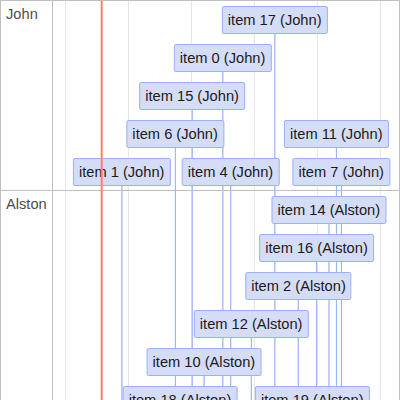 John
item 17 (John)
item 0 (John)
item 15 (John)
item 6 (John)
item 11 (John)
item 1 (John)
item 4 (John)
item 7 (John)
Alston
item 14 (Alston)
item 16 (Alston)
item 2 (Alston)
item 12 (Alston)
item 10 (Alston)
item 18 (Alston)
item 19 (Alston)